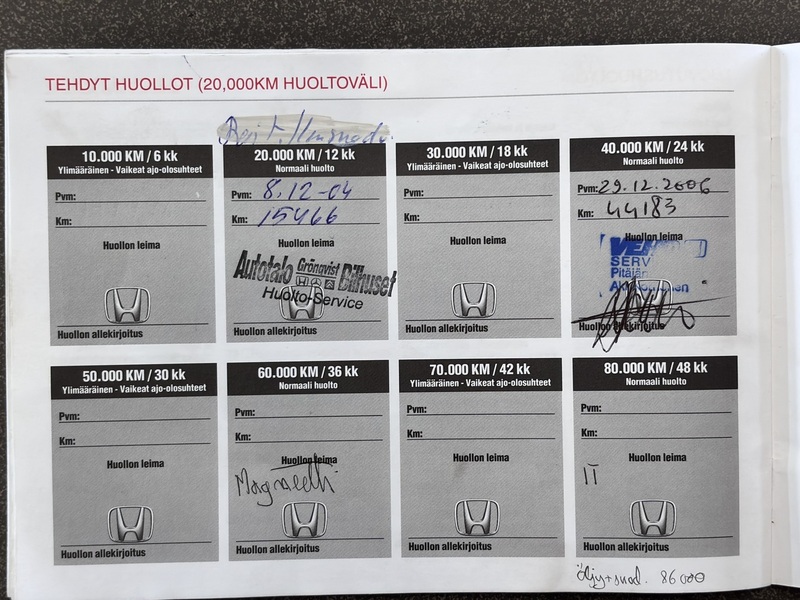 TEHDYT HUOLLOT (20,000KM HUOLTOVÄLI)
10.000 KM / 6 kk
Ylimääräinen - Vaikeat ajo-olosuhteet
Pvm:
Km:
Huollon leima
Huollon allekirjoitus
20.000 KM / 12 kk
Normaali huolto
Pvm: 8.12-04
Km: 15466
Huollon leima
Autotalo Grönqvist Bilhuset
Huolto-Service
Huollon allekirjoitus
30.000 KM / 18 kk
Ylimääräinen - Vaikeat ajo-olosuhteet
Pvm:
Km:
Huollon leima
Huollon allekirjoitus
40.000 KM / 24 kk
Normaali huolto
Pvm: 29.12.2006
Km: 44183
Huollon leima
SERV
Pitäjän
Huollon allekirjoitus
50.000 KM / 30 kk
Ylimääräinen - Vaikeat ajo-olosuhteet
Pvm:
Km:
Huollon leima
Huollon allekirjoitus
60.000 KM / 36 kk
Normaali huolto
Pvm:
Km:
Huollon leima
Huollon allekirjoitus
70.000 KM / 42 kk
Ylimääräinen - Vaikeat ajo-olosuhteet
Pvm:
Km:
Huollon leima
Huollon allekirjoitus
80.000 KM / 48 kk
Normaali huolto
Pvm:
Km:
Huollon leima
IT
Huollon allekirjoitus
öljy+suod. 86000